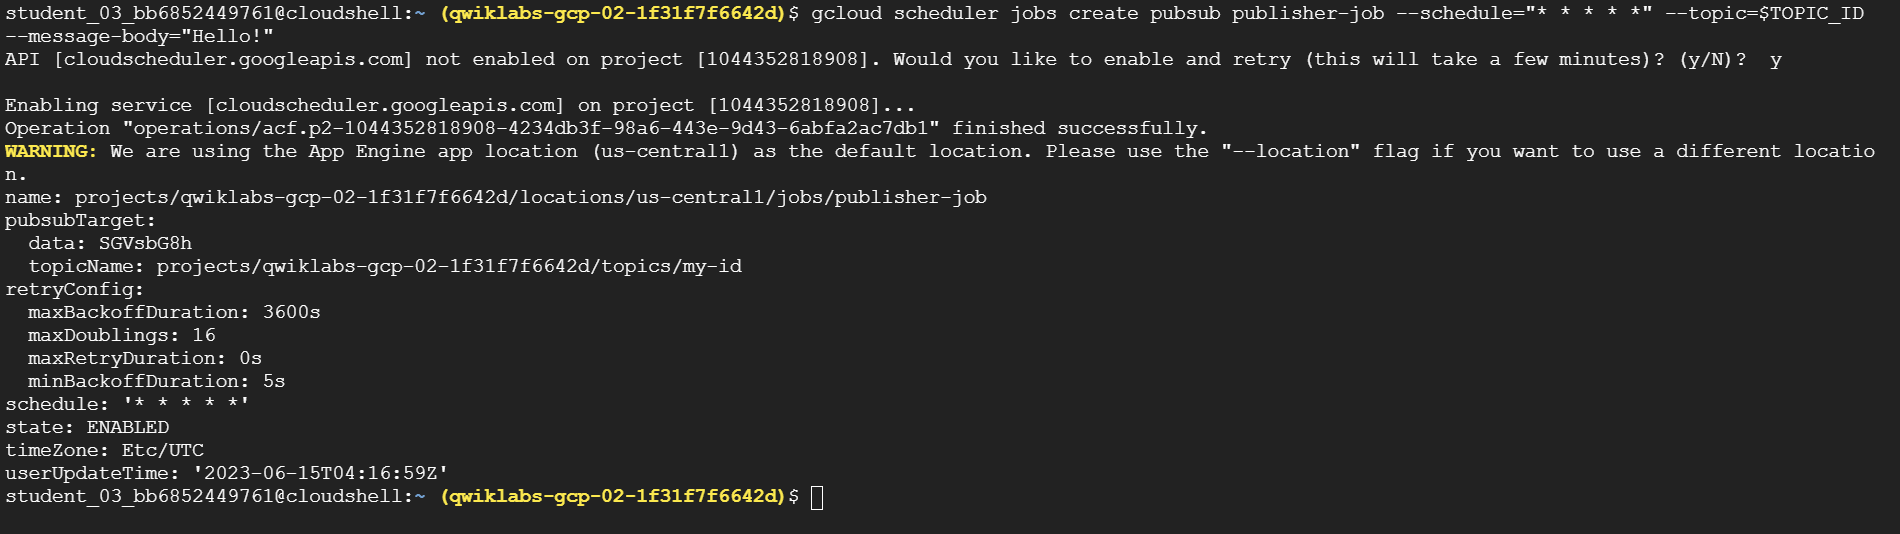 student_03_bb6852449761@cloudshell:~ (qwiklabs-gcp-02-1f31f7f6642d)$ gcloud scheduler jobs create pubsub publisher-job --schedule="* * * * *" --topic=$TOPIC_ID
--message-body="Hello!"
API [cloudscheduler.googleapis.com] not enabled on project [1044352818908]. Would you like to enable and retry (this will take a few minutes)? (y/N)?  y
Enabling service [cloudscheduler.googleapis.com] on project [1044352818908]...
Operation "operations/acf.p2-1044352818908-4234db3f-98a6-443e-9d43-6abfa2ac7db1" finished successfully.
WARNING: We are using the App Engine app location (us-central1) as the default location. Please use the "--location" flag if you want to use a different locatio
n.
name: projects/qwiklabs-gcp-02-1f31f7f6642d/locations/us-central1/jobs/publisher-job
pubsubTarget:
  data: SGVsbG8h
  topicName: projects/qwiklabs-gcp-02-1f31f7f6642d/topics/my-id
retryConfig:
  maxBackoffDuration: 3600s
  maxDoublings: 16
  maxRetryDuration: 0s
  minBackoffDuration: 5s
schedule: '* * * * *'
state: ENABLED
timeZone: Etc/UTC
userUpdateTime: '2023-06-15T04:16:59Z'
student_03_bb6852449761@cloudshell:~ (qwiklabs-gcp-02-1f31f7f6642d)$